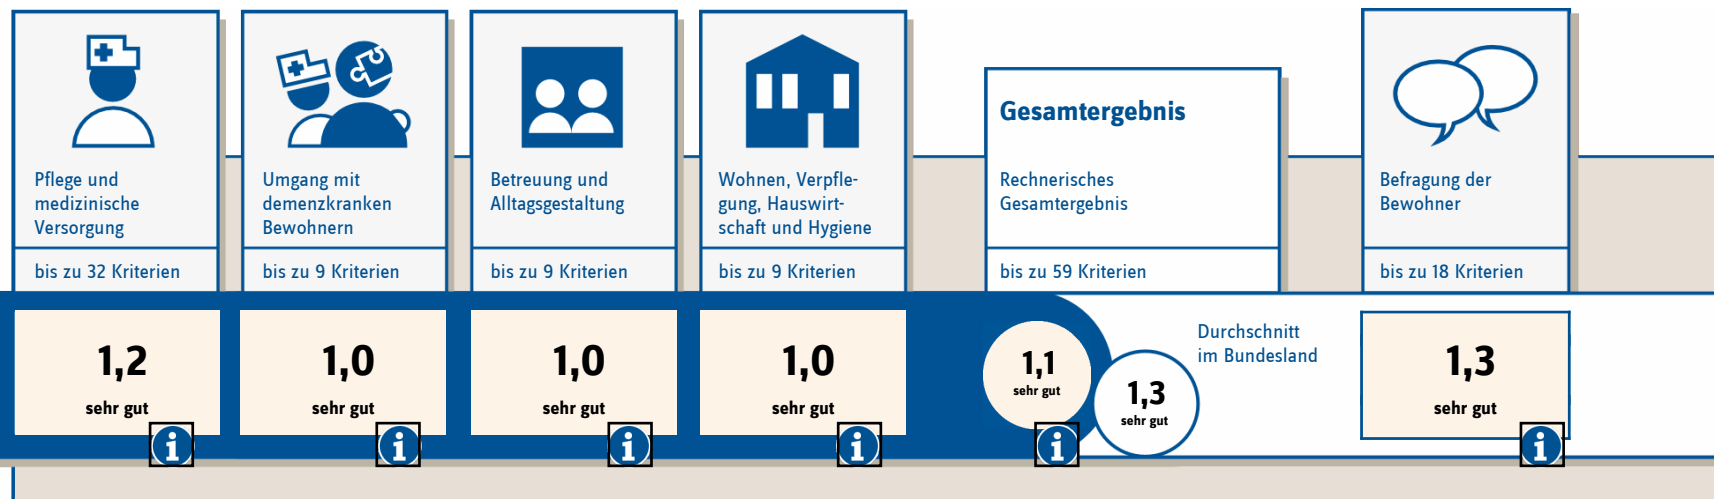 Pflege und
medizinische
Versorgung
bis zu 32 Kriterien
1,2
sehr gut
Umgang mit
demenzkranken
Bewohnern
bis zu 9 Kriterien
1,0
sehr gut
Betreuung und
Alltagsgestaltung
bis zu 9 Kriterien
1,0
sehr gut
Wohnen, Verpfle-
gung, Hauswirt-
schaft und Hygiene
bis zu 9 Kriterien
1,0
sehr gut
Gesamtergebnis
Rechnerisches
Gesamtergebnis
bis zu 59 Kriterien
1,1
sehr gut
Durchschnitt
im Bundesland
1,3
sehr gut
Befragung der
Bewohner
bis zu 18 Kriterien
1,3
sehr gut